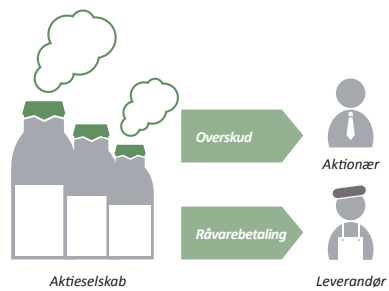 Overskud
Aktionær
Råvarebetaling
Aktieselskab
Leverandør